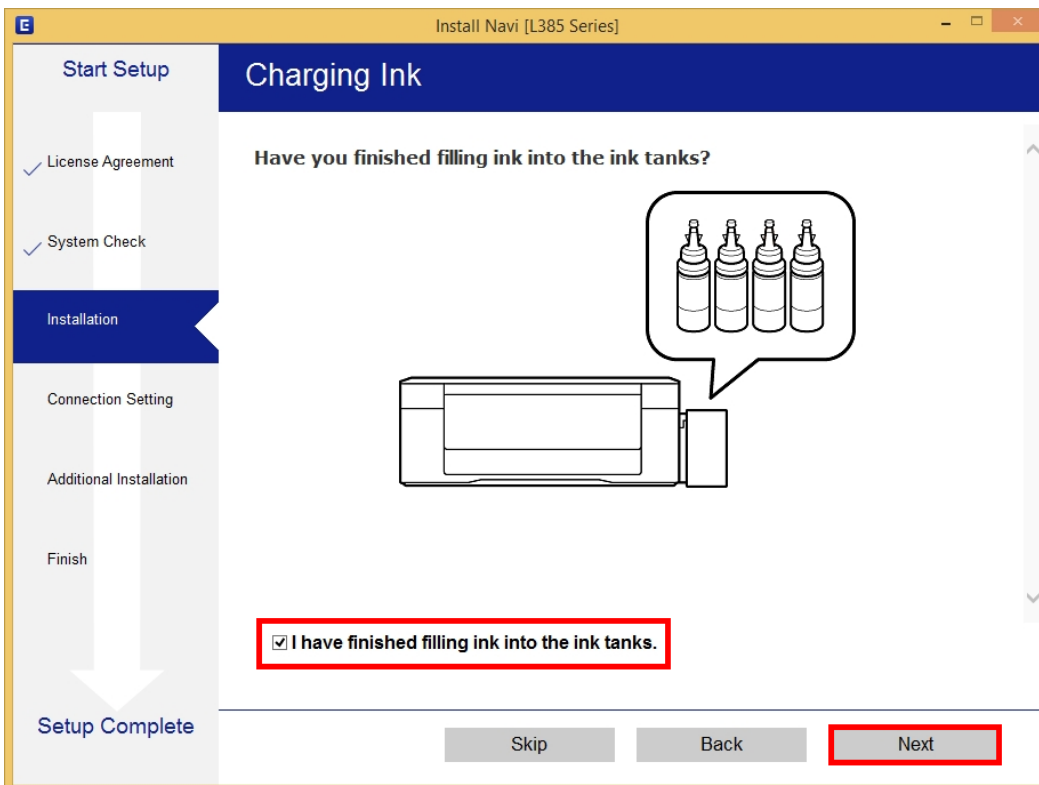 Install Navi [L385 Series]
Start Setup
Charging Ink
License Agreement
System Check
Installation
Connection Setting
Additional Installation
Finish
Setup Complete
Have you finished filling ink into the ink tanks?
I have finished filling ink into the ink tanks.
Skip
Back
Next